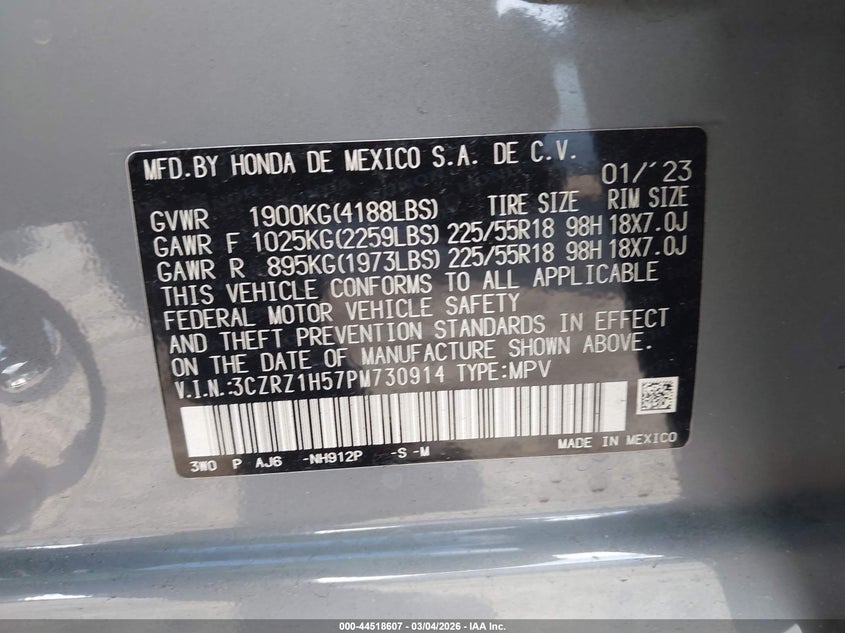 MFD.BY HONDA DE MEXICO S.A. DE C.V. 01/'23
GVWR 1900KG(4188LBS) TIRE SIZE RIM SIZE
GAWR F 1025KG(2259LBS) 225/55R18 98H 18X7.0J
GAWR R 895KG(1973LBS) 225/55R18 98H 18X7.0J
THIS VEHICLE CONFORMS TO ALL APPLICABLE
FEDERAL MOTOR VEHICLE SAFETY
AND THEFT PREVENTION STANDARDS IN EFFECT
ON THE DATE OF MANUFACTURE SHOWN ABOVE.
V.I.N.:3CZRZ1H57PM730914 TYPE:MPV
3W0 P AJ6 -NH912P -S -M MADE IN MEXICO
000-44518607 - 03/04/2026 - IAA Inc.